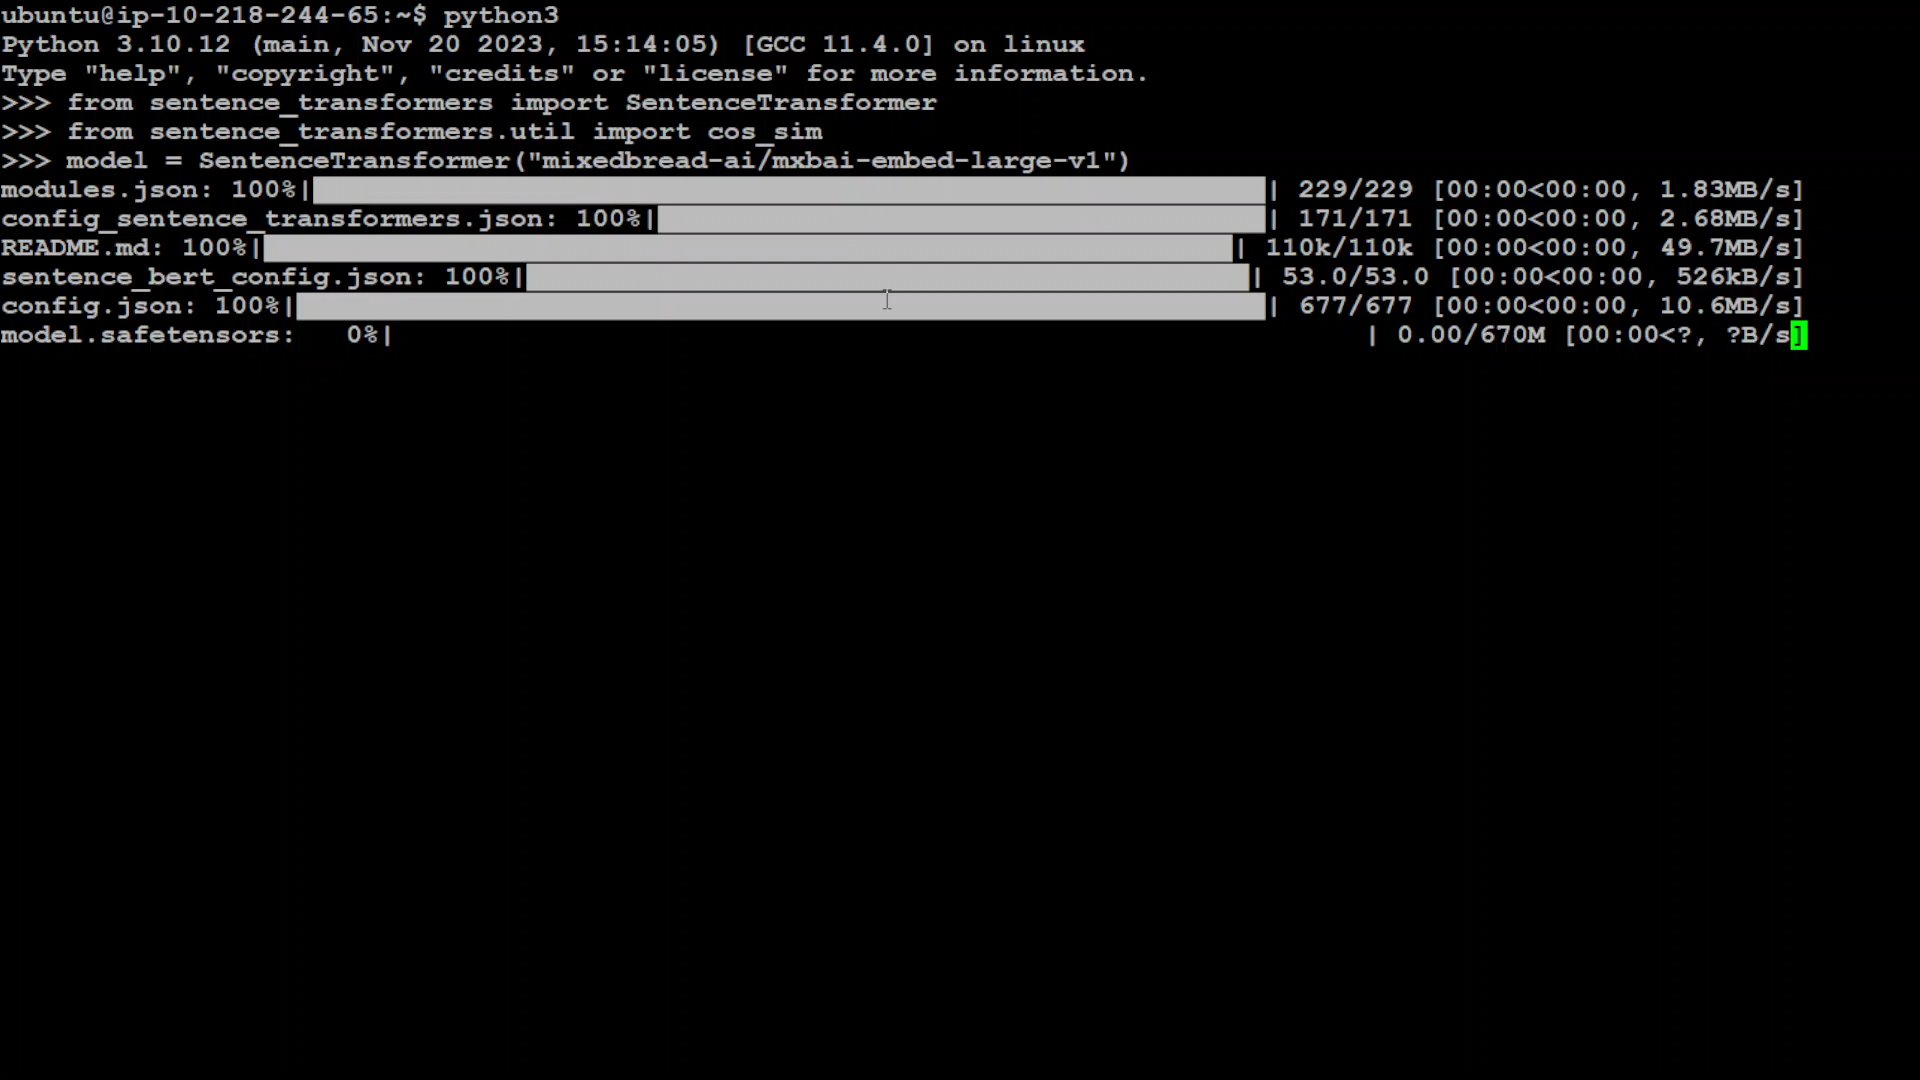 ubuntu@ip-10-218-244-65:~$ python3
Python 3.10.12 (main, Nov 20 2023, 15:14:05) [GCC 11.4.0] on linux
Type "help", "copyright", "credits" or "license" for more information.
>>> from sentence_transformers import SentenceTransformer
>>> from sentence_transformers.util import cos_sim
>>> model = SentenceTransformer("mixedbread-ai/mxbai-embed-large-v1")
modules.json: 100%| | 229/229 [00:00<00:00, 1.83MB/s]
config_sentence_transformers.json: 100%| | 171/171 [00:00<00:00, 2.68MB/s]
README.md: 100%| | 110k/110k [00:00<00:00, 49.7MB/s]
sentence_bert_config.json: 100%| | 53.0/53.0 [00:00<00:00, 526kB/s]
config.json: 100%| | 677/677 [00:00<00:00, 10.6MB/s]
model.safetensors: 0%| | 0.00/670M [00:00<?, ?B/s]